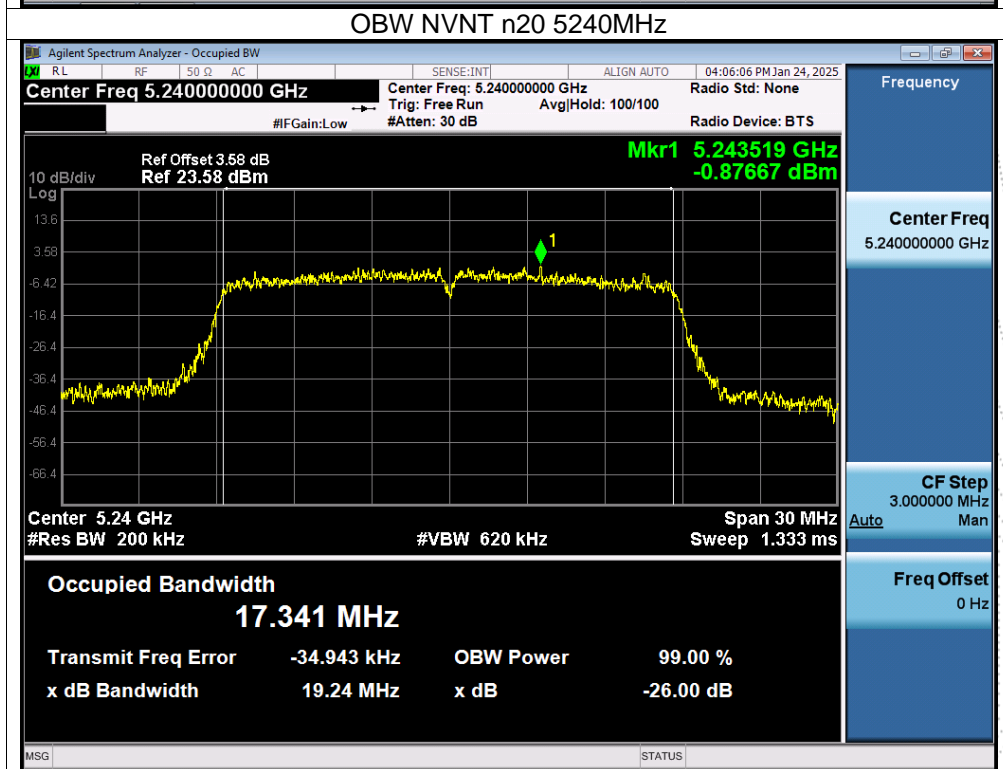 OBW NVNT n20 5240MHz
Agilent Spectrum Analyzer - Occupied BW
LXI RL RF 50 Ω AC SENSE:INT ALIGN AUTO 04:06:06 PM Jan 24, 2025
Center Freq 5.240000000 GHz
Center Freq: 5.240000000 GHz
Radio Std: None
Trig: Free Run Avg|Hold: 100/100
#IFGain:Low #Atten: 30 dB Radio Device: BTS
Frequency
Mkr1 5.243519 GHz
-0.87667 dBm
Ref Offset 3.58 dB
10 dB/div Ref 23.58 dBm
Log
13.6
1
3.58
-6.42
-16.4
-26.4
-36.4
-46.4
-56.4
-66.4
Center 5.24 GHz Span 30 MHz
#Res BW 200 kHz #VBW 620 kHz Sweep 1.333 ms
Center Freq
5.240000000 GHz
CF Step
3.000000 MHz
Auto Man
Freq Offset
0 Hz
Occupied Bandwidth
17.341 MHz
Transmit Freq Error -34.943 kHz OBW Power 99.00 %
x dB Bandwidth 19.24 MHz x dB -26.00 dB
MSG STATUS